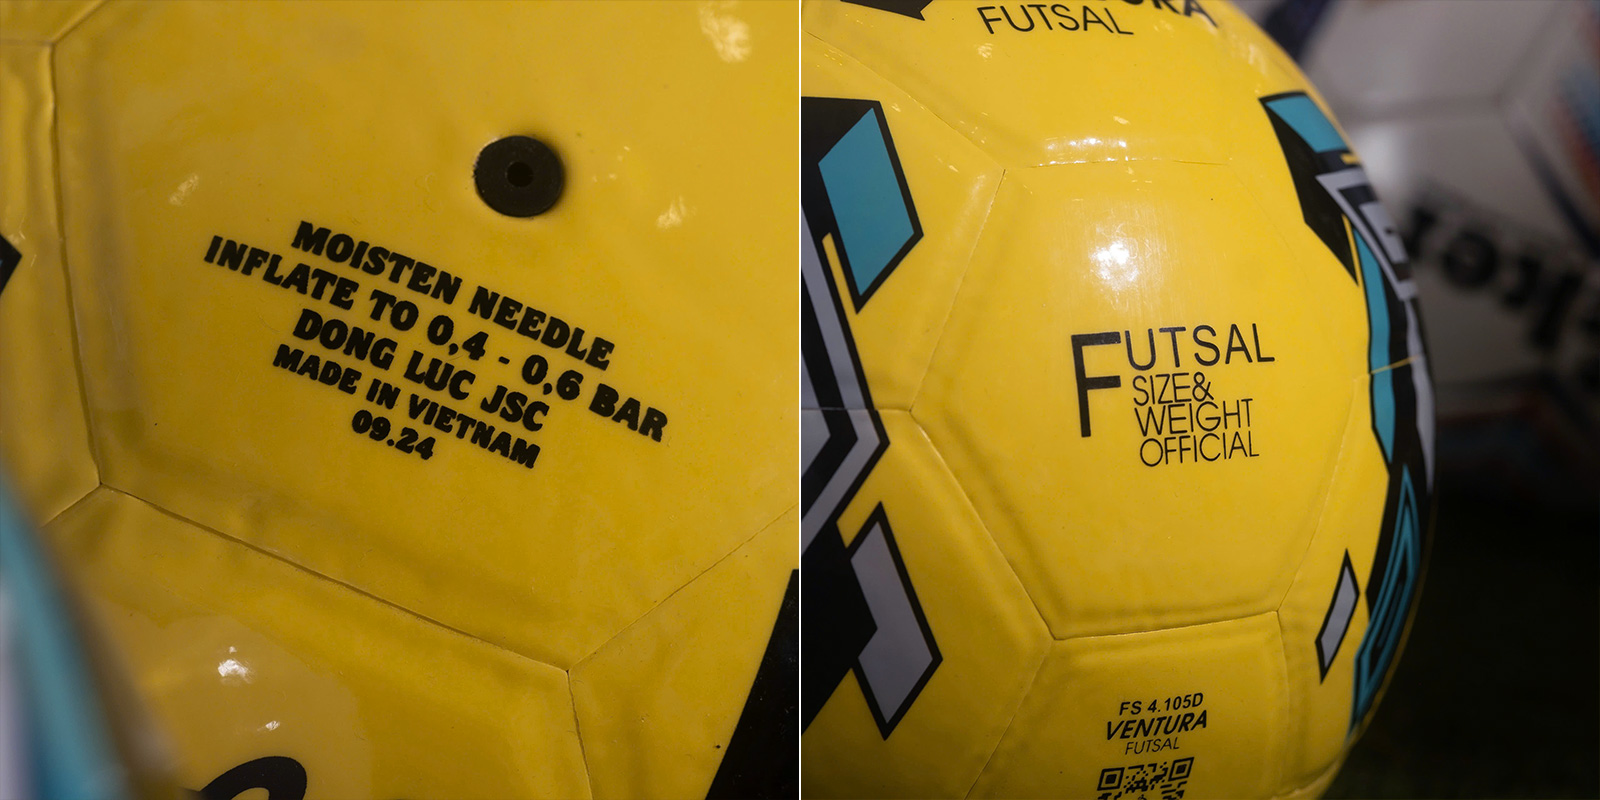 MOISTEN NEEDLE
INFLATE TO 0,4 - 0,6 BAR
DONG LUC JSC
MADE IN VIETNAM
09.24
FUTSAL
FUTSAL
SIZE&
WEIGHT
OFFICIAL
FS 4.105D
VENTURA
FUTSAL